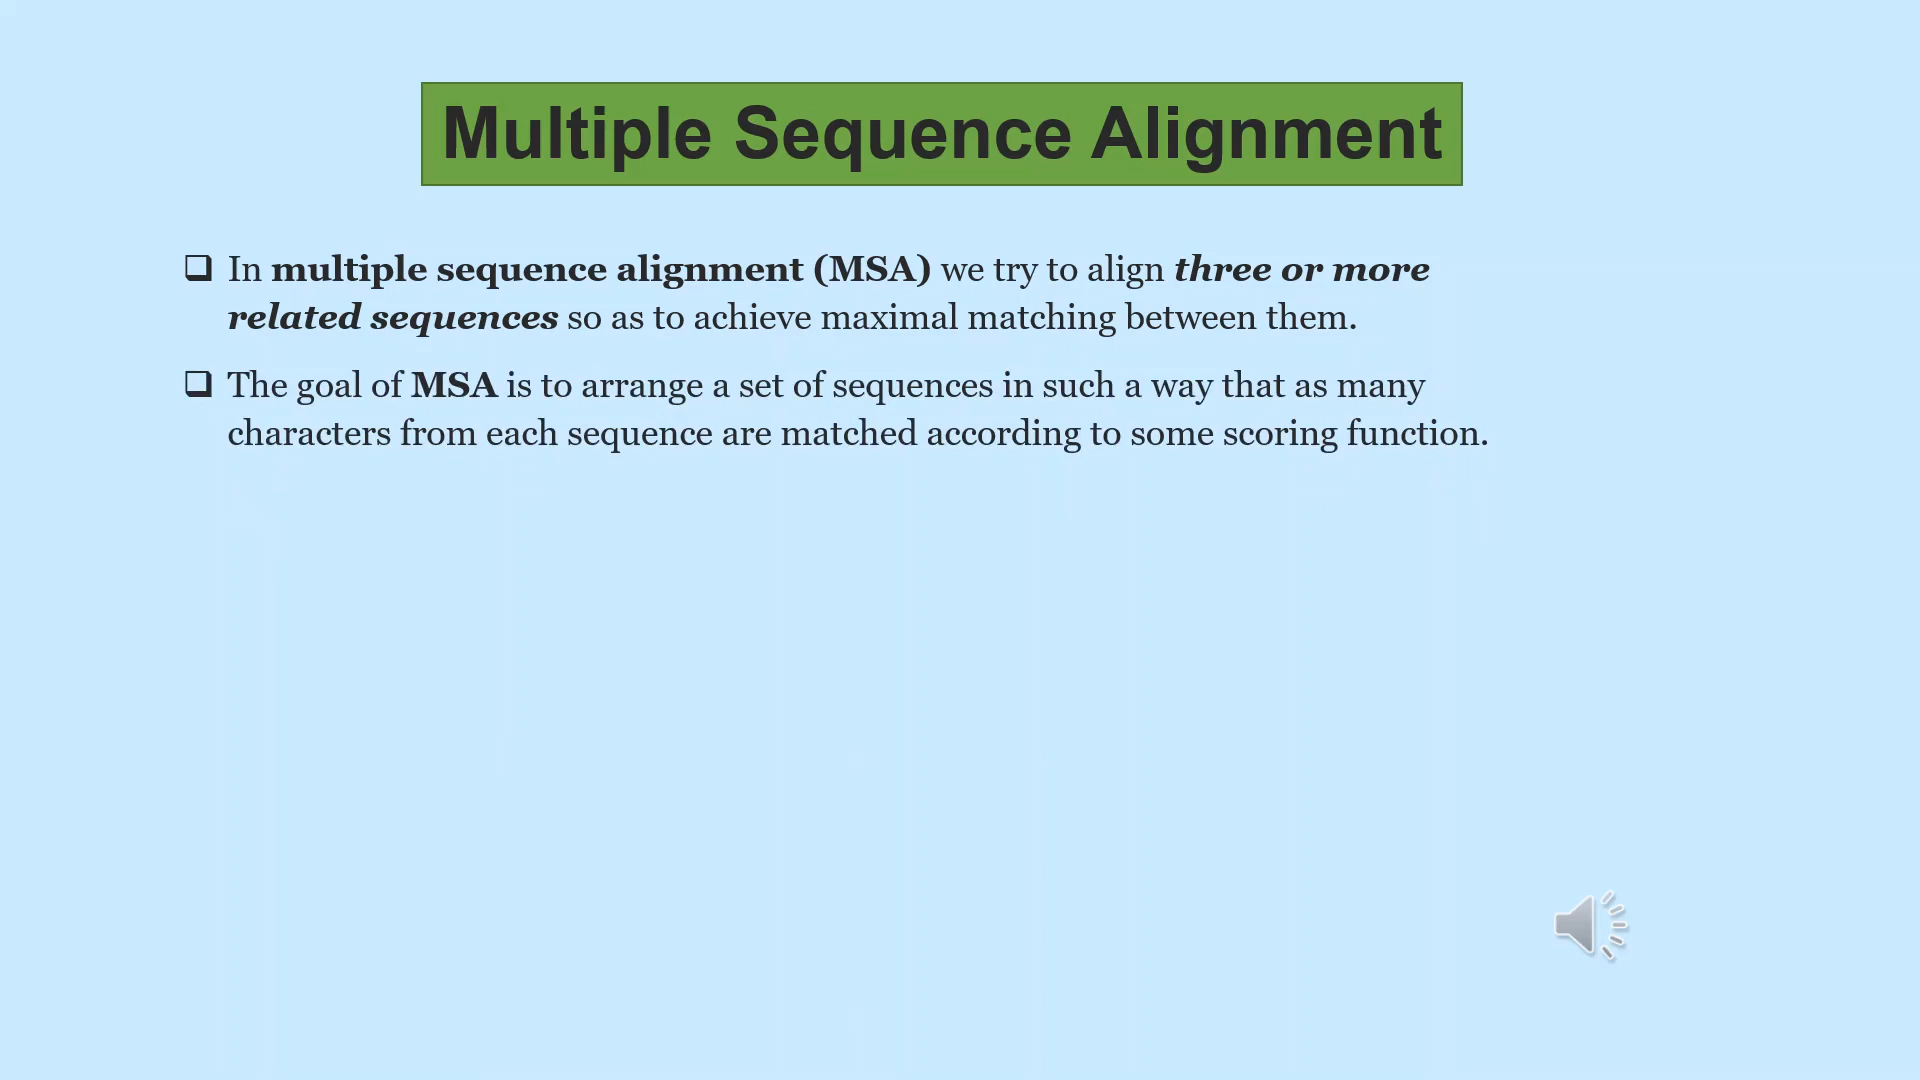 Multiple Sequence Alignment
In multiple sequence alignment (MSA) we try to align three or more
related sequences so as to achieve maximal matching between them.
The goal of MSA is to arrange a set of sequences in such a way that as many
characters from each sequence are matched according to some scoring function.